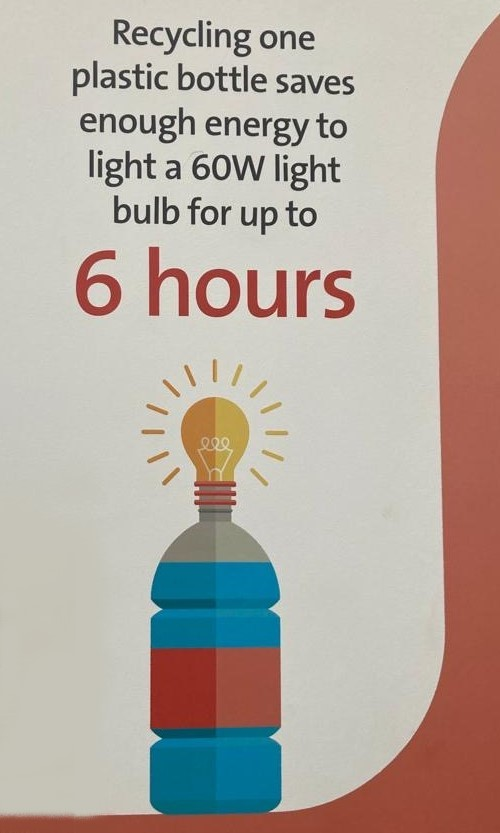 Recycling one
plastic bottle saves
enough energy to
light a 60W light
bulb for up to
6 hours